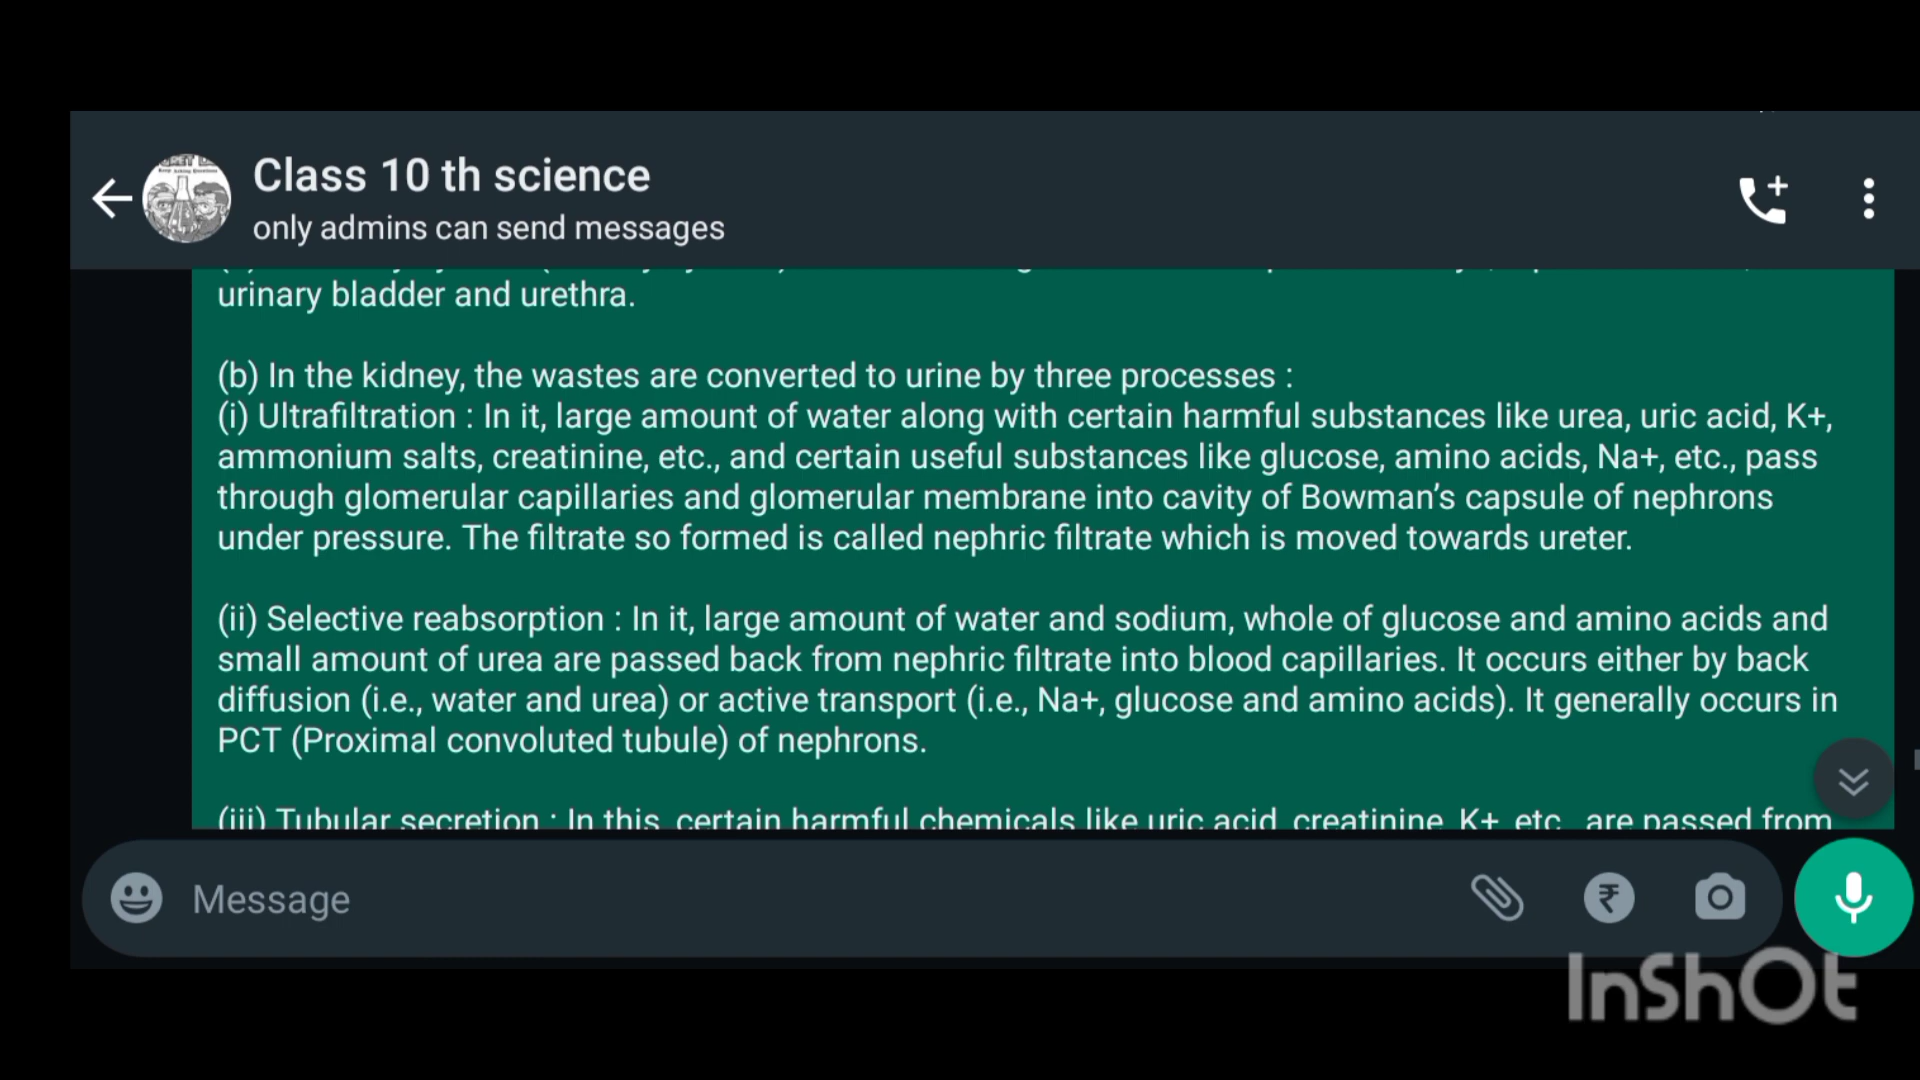 Class 10 th science
only admins can send messages
urinary bladder and urethra.
(b) In the kidney, the wastes are converted to urine by three processes :
(i) Ultrafiltration : In it, large amount of water along with certain harmful substances like urea, uric acid, K+,
ammonium salts, creatinine, etc., and certain useful substances like glucose, amino acids, Na+, etc., pass
through glomerular capillaries and glomerular membrane into cavity of Bowman’s capsule of nephrons
under pressure. The filtrate so formed is called nephric filtrate which is moved towards ureter.
(ii) Selective reabsorption : In it, large amount of water and sodium, whole of glucose and amino acids and
small amount of urea are passed back from nephric filtrate into blood capillaries. It occurs either by back
diffusion (i.e., water and urea) or active transport (i.e., Na+, glucose and amino acids). It generally occurs in
PCT (Proximal convoluted tubule) of nephrons.
(iii) Tubular secretion : In this, certain harmful chemicals like uric acid, creatinine, K+, etc., are passed from
Message
InShOt